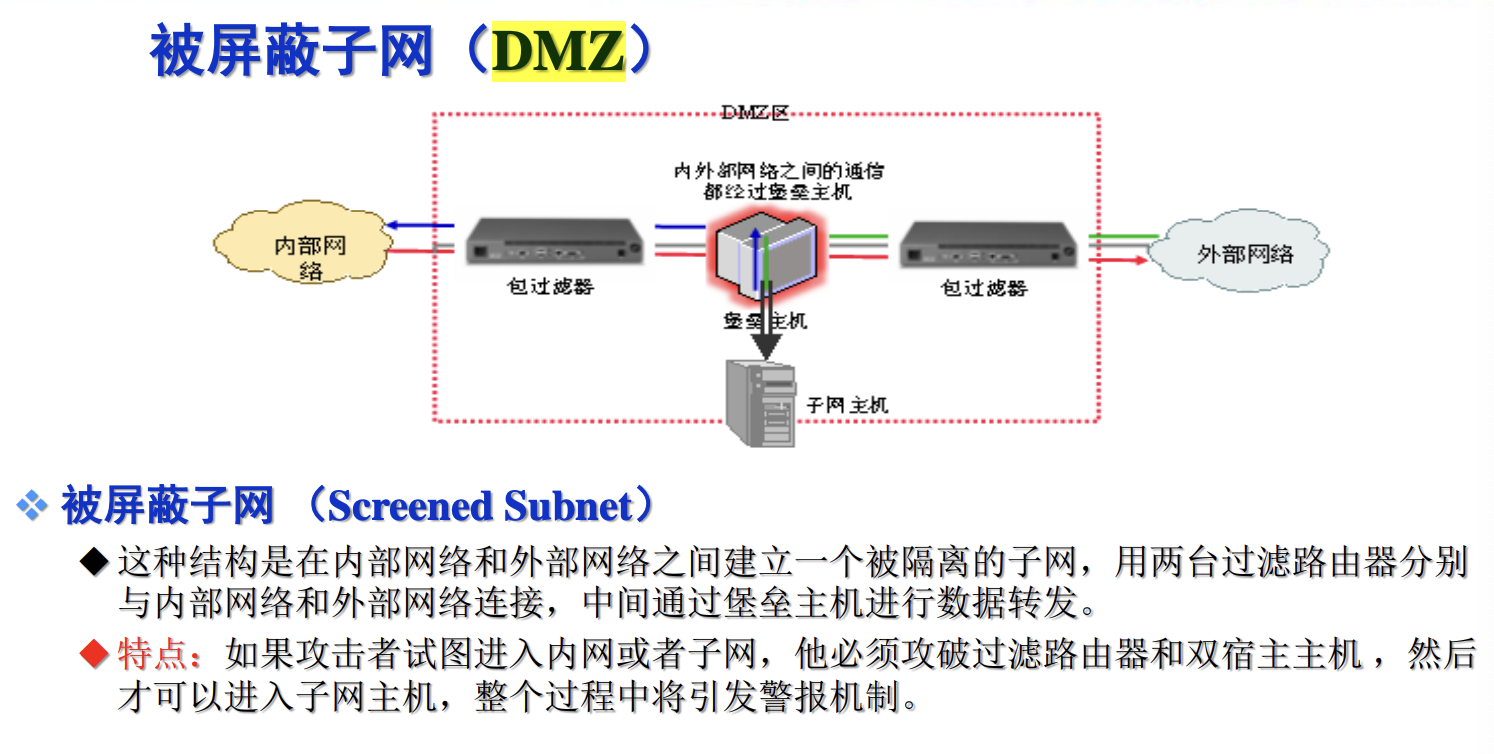 被屏蔽子网（DMZ）
DMZ区
内外部网络之间的通信
都经过堡垒主机
内部网
络
包过滤器
堡垒主机
包过滤器
外部网络
子网主机
被屏蔽子网 （Screened Subnet）
这种结构是在内部网络和外部网络之间建立一个被隔离的子网，用两台过滤路由器分别
与内部网络和外部网络连接，中间通过堡垒主机进行数据转发。
特点：如果攻击者试图进入内网或者子网，他必须攻破过滤路由器和双宿主主机 ，然后
才可以进入子网主机，整个过程中将引发警报机制。